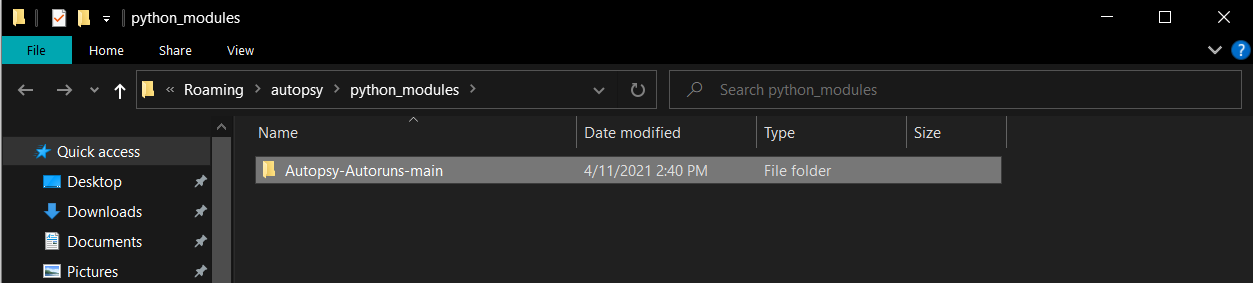 python_modules
File Home Share View
« Roaming > autopsy > python_modules > Search python_modules
Name Date modified Type Size
Quick access
Autopsy-Autoruns-main 4/11/2021 2:40 PM File folder
Desktop
Downloads
Documents
Pictures